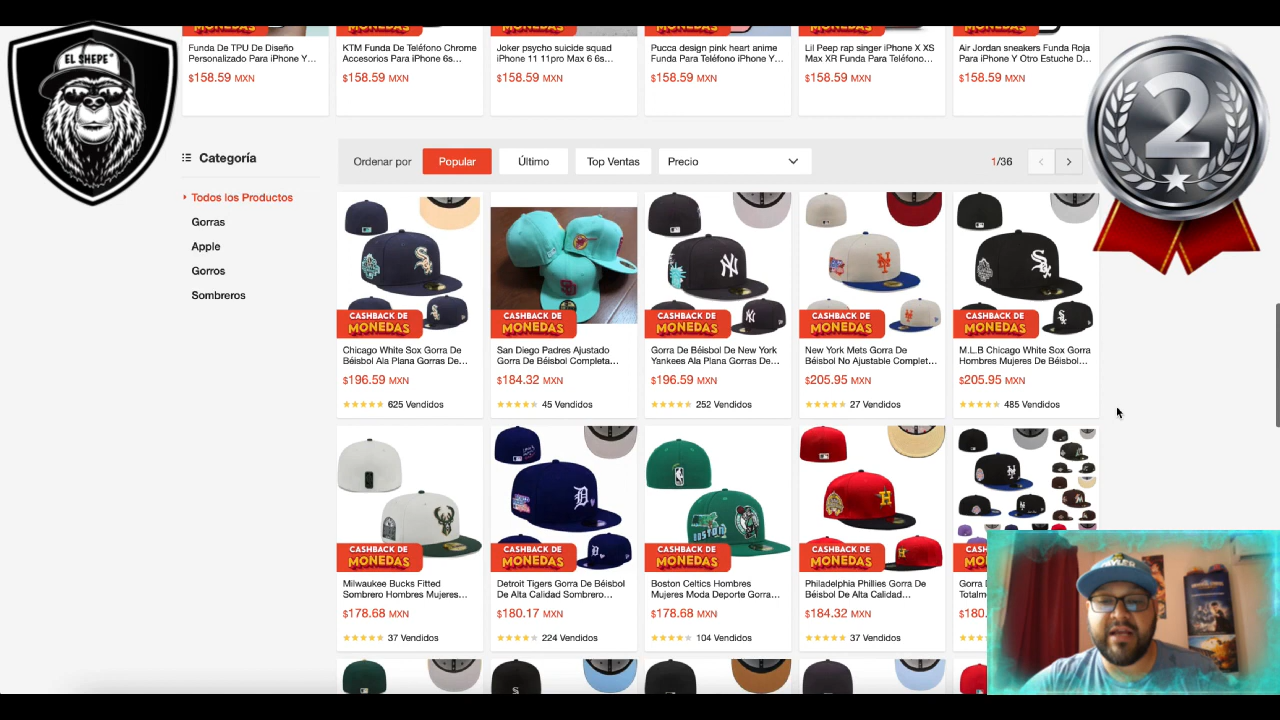 EL SHEPE
MONEDAS
MONEDAS
MONEDAS
MONEDAS
MONEDAS
Funda De TPU De Diseño
Personalizado Para iPhone Y…
$158.59 MXN
KTM Funda De Teléfono Chrome
Accesorios Para iPhone 6s…
$158.59 MXN
Joker psycho suicide squad
iPhone 11 11pro Max 6 6s…
$158.59 MXN
Pucca design pink heart anime
Funda Para Teléfono iPhone Y…
$158.59 MXN
Lil Peep rap singer iPhone X XS
Max XR Funda Para Teléfono…
$158.59 MXN
Air Jordan sneakers Funda Roja
Para iPhone Y Otro Estuche D…
$158.59 MXN
2
Categoría
Todos los Productos
Gorras
Apple
Gorros
Sombreros
Ordenar por
Popular
Último
Top Ventas
Precio
1/36
CASHBACK DE
MONEDAS
Chicago White Sox Gorra De
Béisbol Ala Plana Gorras De…
$196.59 MXN
625 Vendidos
CASHBACK DE
MONEDAS
San Diego Padres Ajustado
Gorra De Béisbol Completa…
$184.32 MXN
45 Vendidos
CASHBACK DE
MONEDAS
Gorra De Béisbol De New York
Yankees Ala Plana Gorras De…
$196.59 MXN
252 Vendidos
CASHBACK DE
MONEDAS
New York Mets Gorra De
Béisbol No Ajustable Complet…
$205.95 MXN
27 Vendidos
CASHBACK DE
MONEDAS
M.L.B Chicago White Sox Gorra
Hombres Mujeres De Béisbol…
$205.95 MXN
485 Vendidos
CASHBACK DE
MONEDAS
Milwaukee Bucks Fitted
Sombrero Hombres Mujeres…
$178.68 MXN
37 Vendidos
CASHBACK DE
MONEDAS
Detroit Tigers Gorra De Béisbol
De Alta Calidad Sombrero…
$180.17 MXN
224 Vendidos
BOSTON
CASHBACK DE
MONEDAS
Boston Celtics Hombres
Mujeres Moda Deporte Gorra…
$178.68 MXN
104 Vendidos
CASHBACK DE
MONEDAS
Philadelphia Phillies Gorra De
Béisbol De Alta Calidad…
$184.32 MXN
37 Vendidos
Gorra
$180.